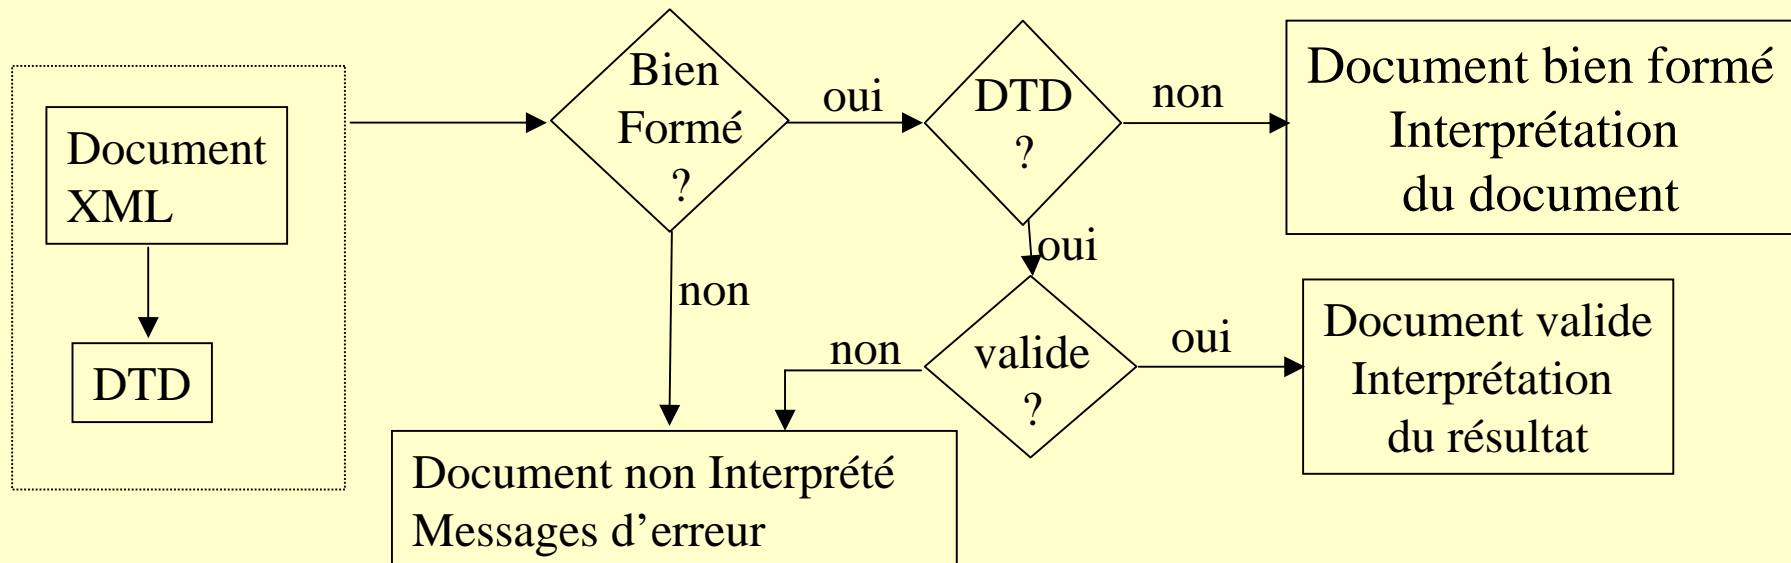 Document
XML
DTD
Bien
Formé
?
oui
non
DTD
?
non
oui
Document bien formé
Interprétation
du document
valide
?
non
oui
Document valide
Interprétation
du résultat
Document non Interprété
Messages d’erreur